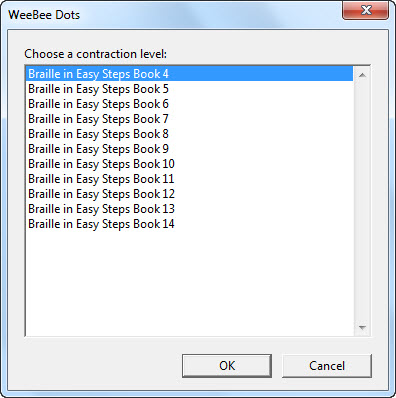 WeeBee Dots
Choose a contraction level:
Braille in Easy Steps Book 4
Braille in Easy Steps Book 5
Braille in Easy Steps Book 6
Braille in Easy Steps Book 7
Braille in Easy Steps Book 8
Braille in Easy Steps Book 9
Braille in Easy Steps Book 10
Braille in Easy Steps Book 11
Braille in Easy Steps Book 12
Braille in Easy Steps Book 13
Braille in Easy Steps Book 14
OK Cancel